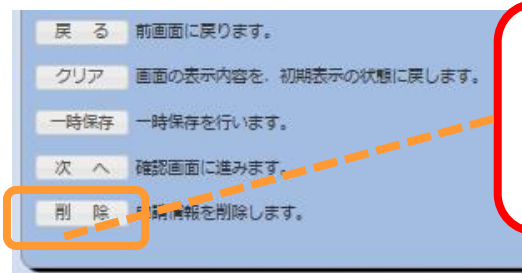 戻　る 前画面に戻ります。
クリア 画面の表示内容を、初期表示の状態に戻します。
一時保存 一時保存を行います。
次　へ 確認画面に進みます。
削　除 申請情報を削除します。